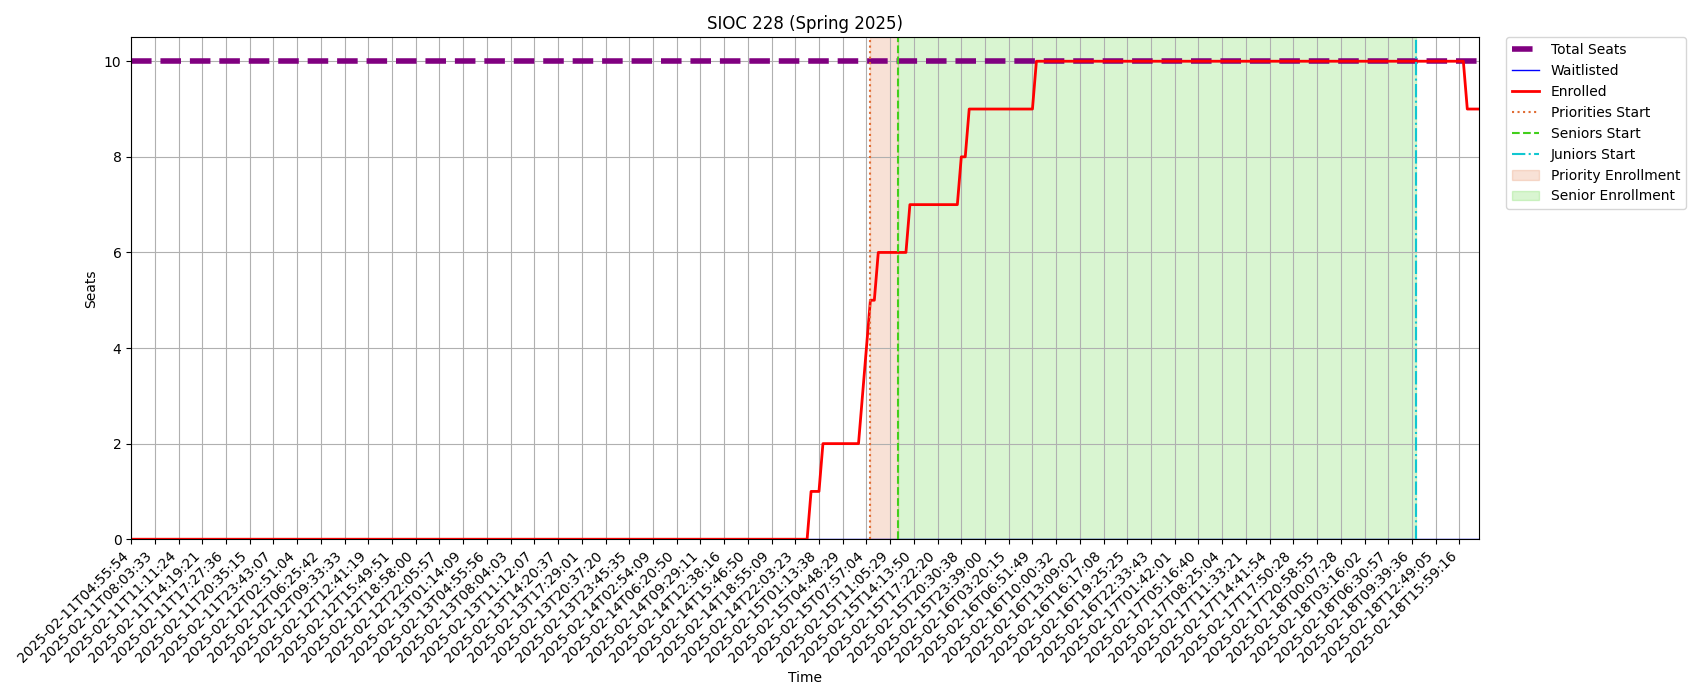 SIOC 228 (Spring 2025)
10
8
6
4
2
0
Seats
2025-02-11T04:55:54
2025-02-11T08:03:33
2025-02-11T11:11:24
2025-02-11T14:19:21
2025-02-11T17:27:36
2025-02-11T20:35:15
2025-02-11T23:43:07
2025-02-12T02:51:04
2025-02-12T06:25:42
2025-02-12T09:33:33
2025-02-12T12:41:19
2025-02-12T15:49:51
2025-02-12T18:58:00
2025-02-12T22:05:57
2025-02-13T01:14:09
2025-02-13T04:55:56
2025-02-13T08:04:03
2025-02-13T11:12:07
2025-02-13T14:20:37
2025-02-13T17:29:01
2025-02-13T20:37:20
2025-02-13T23:45:35
2025-02-14T02:54:09
2025-02-14T06:20:50
2025-02-14T09:29:11
2025-02-14T12:38:16
2025-02-14T15:46:50
2025-02-14T18:55:09
2025-02-14T22:03:23
2025-02-15T01:13:38
2025-02-15T04:48:29
2025-02-15T07:57:04
2025-02-15T11:05:29
2025-02-15T14:13:50
2025-02-15T17:22:20
2025-02-15T20:30:38
2025-02-15T23:39:00
2025-02-16T03:20:15
2025-02-16T06:51:49
2025-02-16T10:00:32
2025-02-16T13:09:02
2025-02-16T16:17:08
2025-02-16T19:25:25
2025-02-16T22:33:43
2025-02-17T01:42:01
2025-02-17T05:16:40
2025-02-17T08:25:04
2025-02-17T11:33:21
2025-02-17T14:41:54
2025-02-17T17:50:28
2025-02-17T20:58:55
2025-02-18T00:07:28
2025-02-18T03:16:02
2025-02-18T06:30:57
2025-02-18T09:39:36
2025-02-18T12:49:05
2025-02-18T15:59:16
Time
Total Seats
Waitlisted
Enrolled
Priorities Start
Seniors Start
Juniors Start
Priority Enrollment
Senior Enrollment